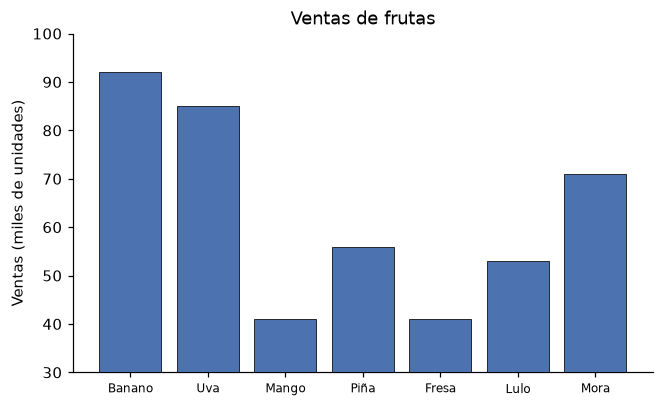 Ventas de frutas
Ventas (miles de unidades)
100
90
80
70
60
50
40
30
Banano Uva Mango Piña Fresa Lulo Mora